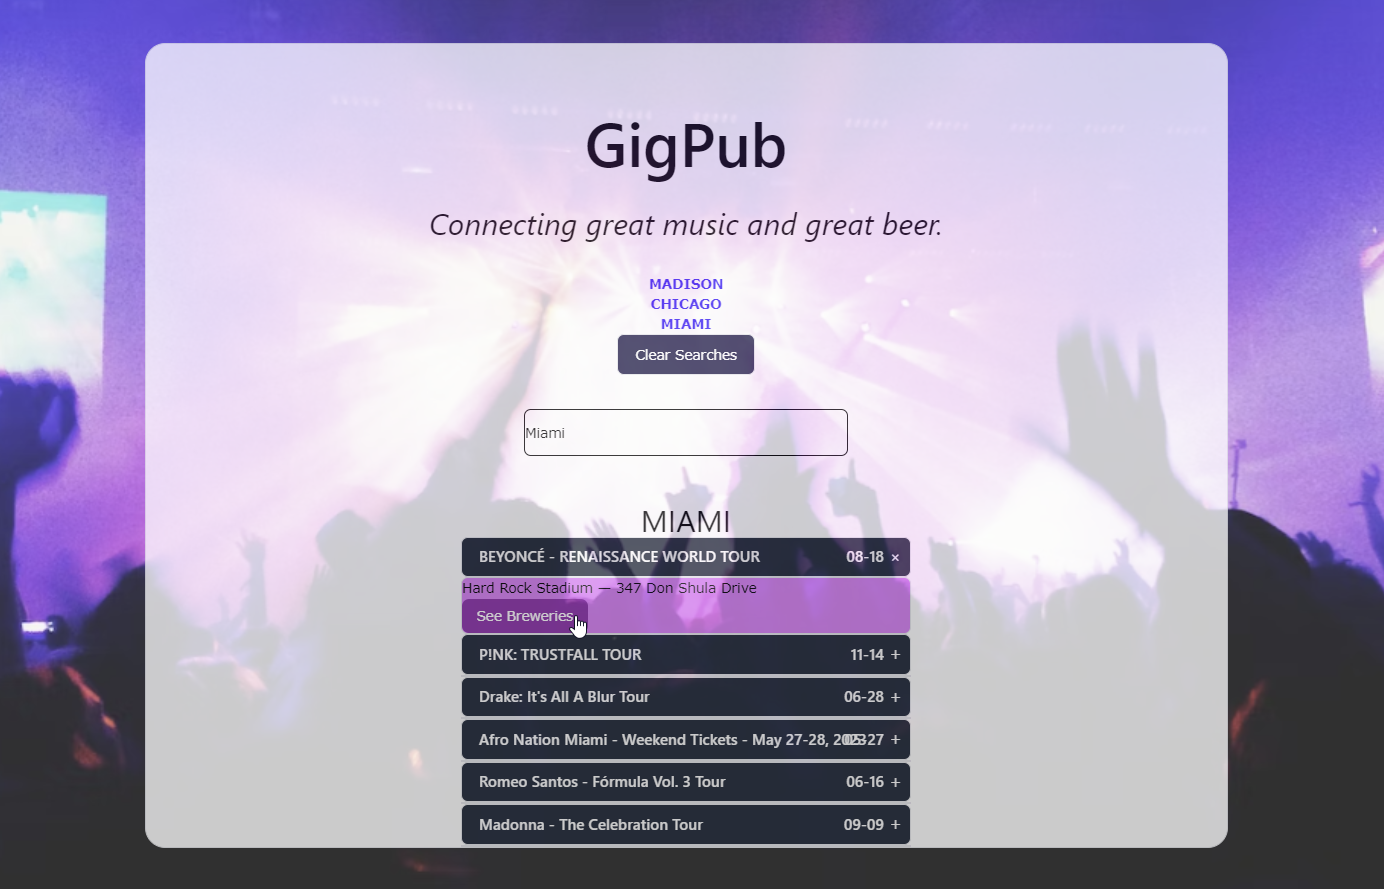 GigPub
Connecting great music and great beer.
MADISON
CHICAGO
MIAMI
Clear Searches
Miami
MIAMI
BEYONCÉ - RENAISSANCE WORLD TOUR 08-18 ×
Hard Rock Stadium — 347 Don Shula Drive
See Breweries
P!NK: TRUSTFALL TOUR 11-14 +
Drake: It's All A Blur Tour 06-28 +
Afro Nation Miami - Weekend Tickets - May 27-28, 2023 05-27 +
Romeo Santos - Fórmula Vol. 3 Tour 06-16 +
Madonna - The Celebration Tour 09-09 +